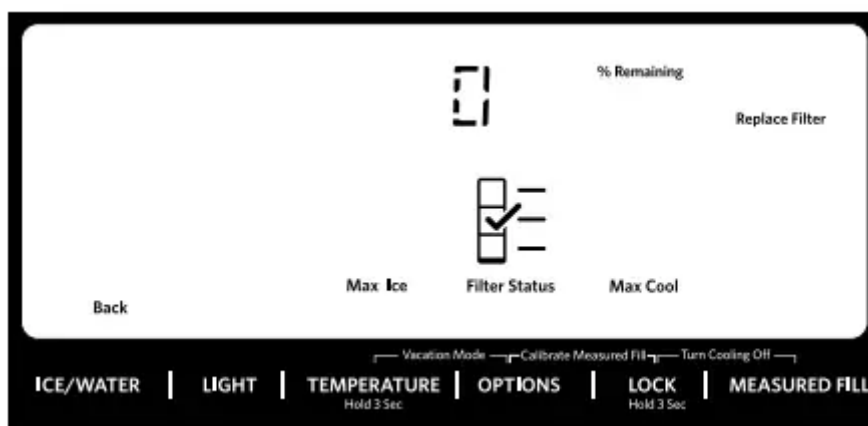 0 % Remaining
Replace Filter
Max Ice Filter Status Max Cool
Back
Vacation Mode Calibrate Measured Fill Turn Cooling Off
ICE/WATER LIGHT TEMPERATURE OPTIONS LOCK MEASURED FILL
Hold 3 Sec Hold 3 Sec